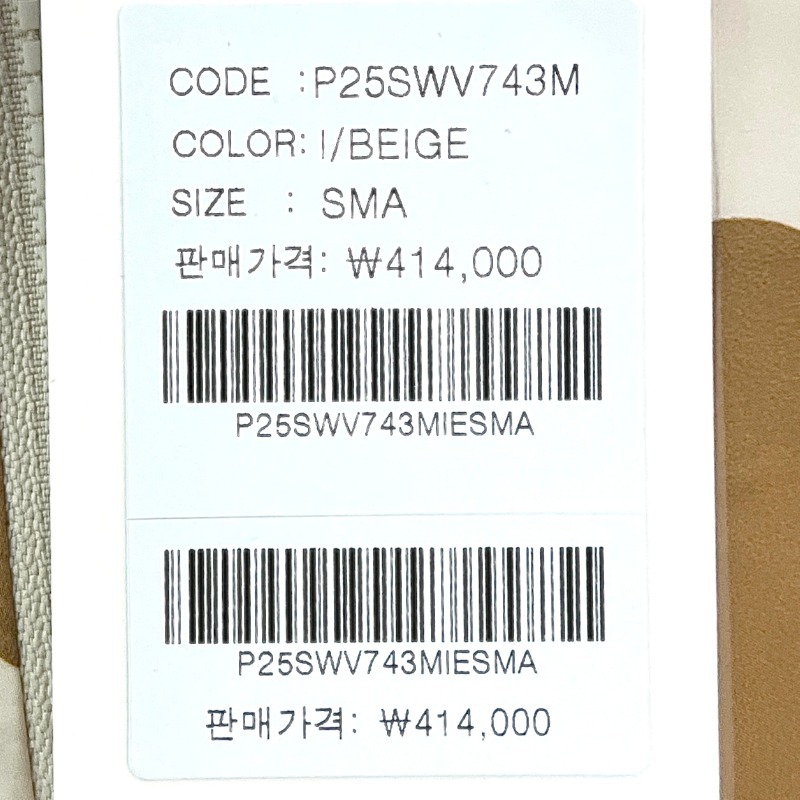 CODE :P25SWV743M
COLOR: I/BEIGE
SIZE : SMA
판매가격: ₩414,000
P25SWV743MIESMA
P25SWV743MIESMA
판매가격: ₩414,000